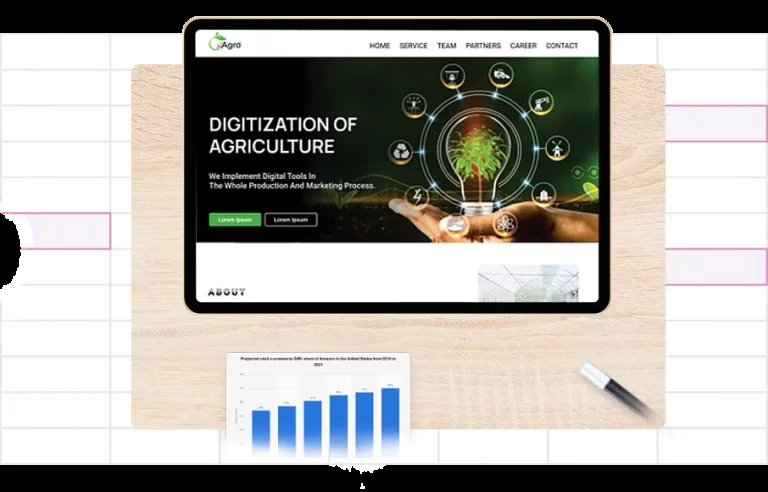 Agro
HOME SERVICE TEAM PARTNERS CAREER CONTACT
DIGITIZATION OF
AGRICULTURE
We Implement Digital Tools In
The Whole Production And Marketing Process.
Lorem Ipsum Lorem Ipsum
ABOUT
Projected retail e-commerce GMV share of Amazon in the United States from 2016 to
2021